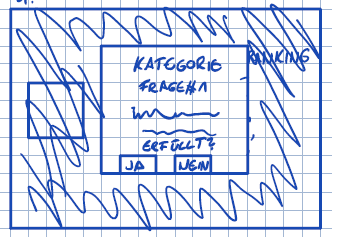 RANKING
KATEGORIE
FRAGE#1
ERFÜLLT?
JA NEIN